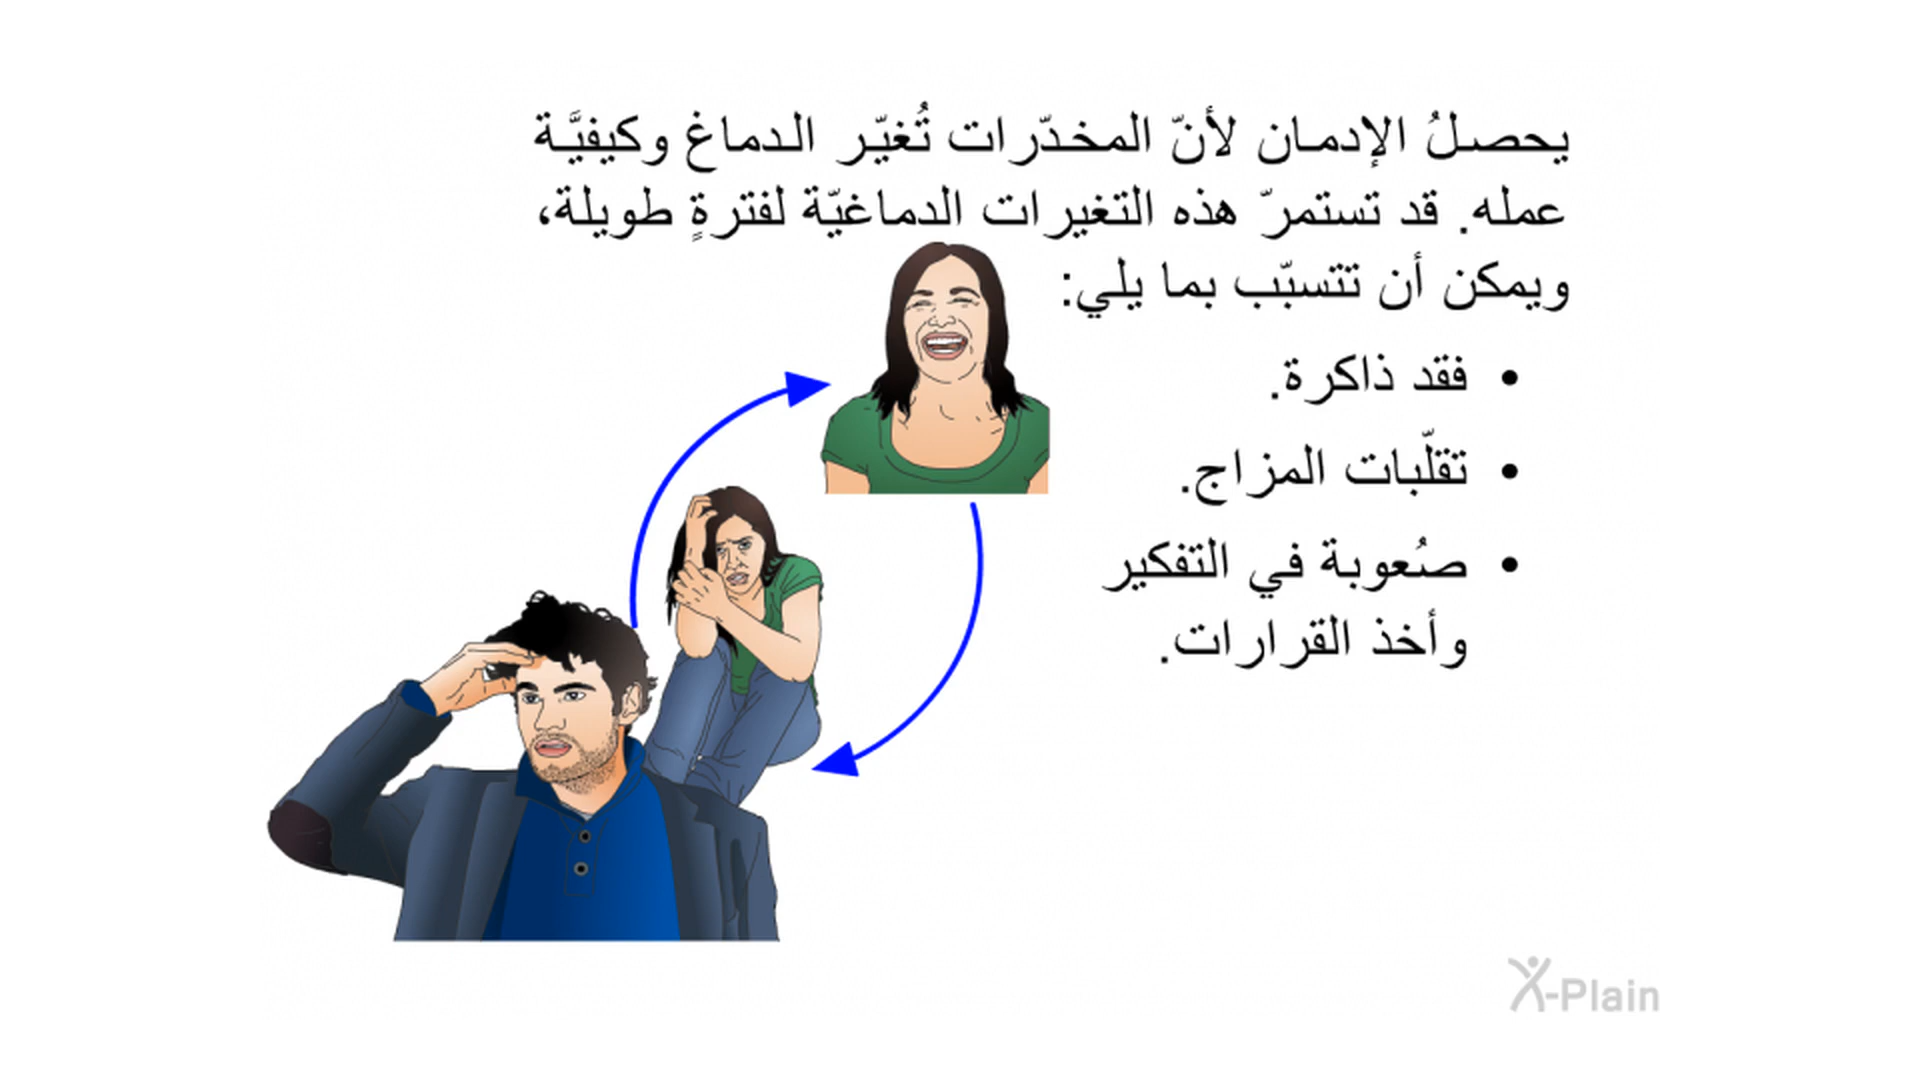 يحصلُ الإدمان لأنّ المخدّرات تُغيّر الدماغ وكيفيَّة
عمله. قد تستمرّ هذه التغيرات الدماغيّة لفترةٍ طويلة،
ويمكن أن تتسبّب بما يلي:
• فقد ذاكرة.
• تقلّبات المزاج.
• صُعوبة في التفكير
وأخذ القرارات.
X-Plain